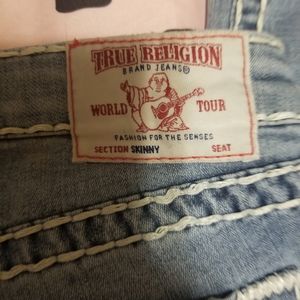 TRUE RELIGION
BRAND JEANS®
WORLD TOUR
FASHION FOR THE SENSES
SECTION SKINNY SEAT